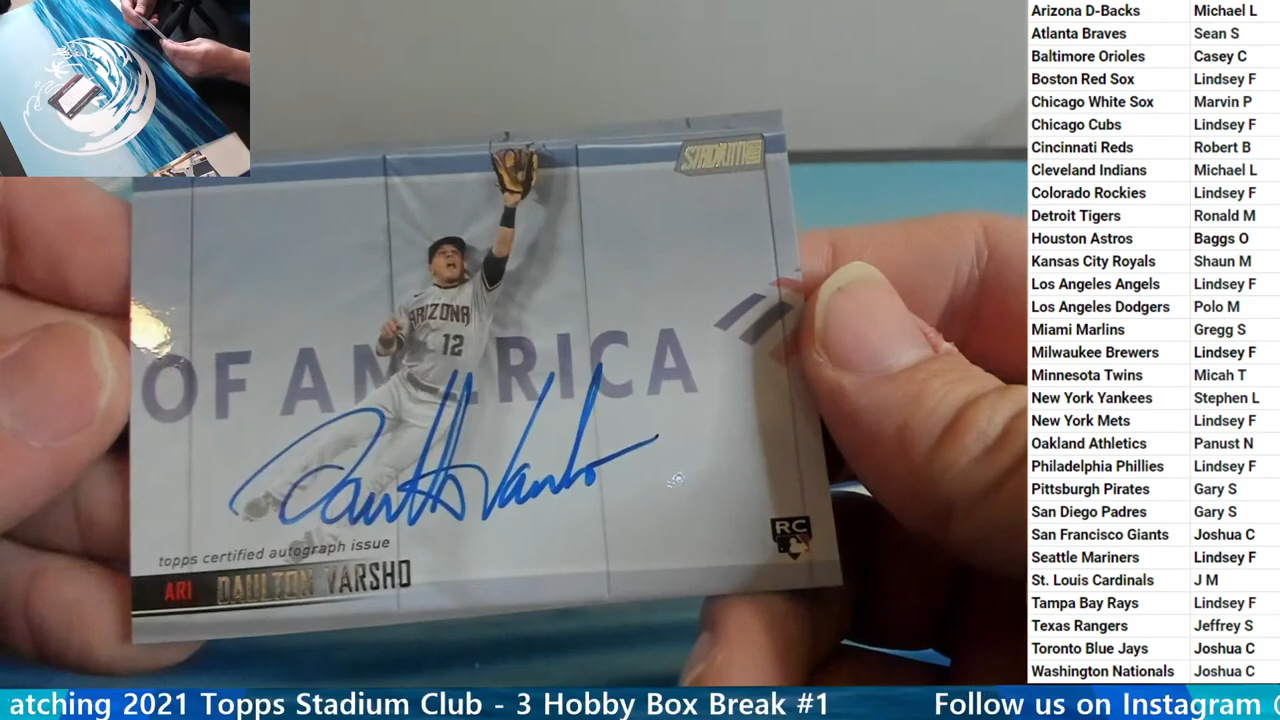 STADIUM
ARIZONA
12
OF AMERICA
Daulton Varsho
topps certified autograph issue
ARI DAULTON VARSHO
RC
Arizona D-Backs Michael L
Atlanta Braves Sean S
Baltimore Orioles Casey C
Boston Red Sox Lindsey F
Chicago White Sox Marvin P
Chicago Cubs Lindsey F
Cincinnati Reds Robert B
Cleveland Indians Michael L
Colorado Rockies Lindsey F
Detroit Tigers Ronald M
Houston Astros Baggs O
Kansas City Royals Shaun M
Los Angeles Angels Lindsey F
Los Angeles Dodgers Polo M
Miami Marlins Gregg S
Milwaukee Brewers Lindsey F
Minnesota Twins Micah T
New York Yankees Stephen L
New York Mets Lindsey F
Oakland Athletics Panust N
Philadelphia Phillies Lindsey F
Pittsburgh Pirates Gary S
San Diego Padres Gary S
San Francisco Giants Joshua C
Seattle Mariners Lindsey F
St. Louis Cardinals J M
Tampa Bay Rays Lindsey F
Texas Rangers Jeffrey S
Toronto Blue Jays Joshua C
Washington Nationals Joshua C
atching 2021 Topps Stadium Club - 3 Hobby Box Break #1 Follow us on Instagram